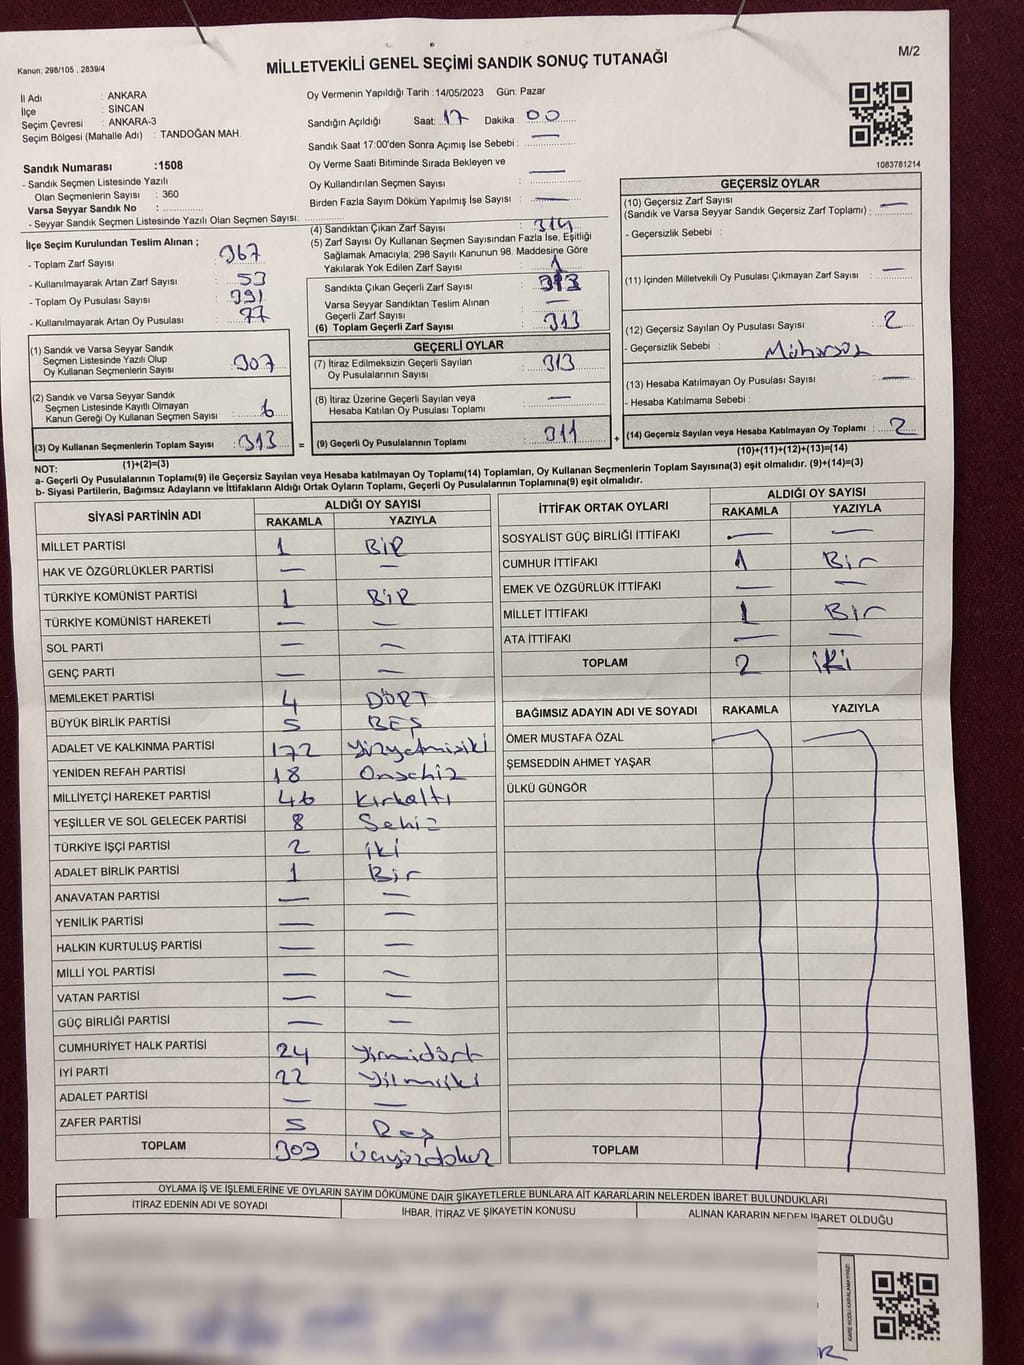 Kanun: 298/105 , 2839/4
MİLLETVEKİLİ GENEL SEÇİMİ SANDIK SONUÇ TUTANAĞI
M/2
İl Adı : ANKARA
İlçe : SİNCAN
Seçim Çevresi : ANKARA-3
Seçim Bölgesi (Mahalle Adı) : TANDOĞAN MAH.
Sandık Numarası :1508
- Sandık Seçmen Listesinde Yazılı
Olan Seçmenlerin Sayısı : 360
Varsa Seyyar Sandık No :
- Seyyar Sandık Seçmen Listesinde Yazılı Olan Seçmen Sayısı:
Oy Vermenin Yapıldığı Tarih :14/05/2023 Gün: Pazar
Sandığın Açıldığı Saat: 17 Dakika : 00
Sandık Saat 17:00'den Sonra Açımış İse Sebebi : —
Oy Verme Saati Bitiminde Sırada Bekleyen ve
Oy Kullandırılan Seçmen Sayısı : —
Birden Fazla Sayım Döküm Yapılmış İse Sayısı : —
1083781214
İlçe Seçim Kurulundan Teslim Alınan ;
- Toplam Zarf Sayısı : 367
- Kullanılmayarak Artan Zarf Sayısı : 53
- Toplam Oy Pusulası Sayısı : 391
- Kullanılmayarak Artan Oy Pusulası : 77
(1) Sandık ve Varsa Seyyar Sandık
Seçmen Listesinde Yazılı Olup
Oy Kullanan Seçmenlerin Sayısı : 307
(2) Sandık ve Varsa Seyyar Sandık
Seçmen Listesinde Kayıtlı Olmayan
Kanun Gereği Oy Kullanan Seçmen Sayısı : 6
(3) Oy Kullanan Seçmenlerin Toplam Sayısı : 313 =
(1)+(2)=(3)
(4) Sandıktan Çıkan Zarf Sayısı : 314
(5) Zarf Sayısı Oy Kullanan Seçmen Sayısından Fazla İse, Eşitliği
Sağlamak Amacıyla; 298 Sayılı Kanunun 98. Maddesine Göre
Yakılarak Yok Edilen Zarf Sayısı : 1
Sandıkta Çıkan Geçerli Zarf Sayısı : 313
Varsa Seyyar Sandıktan Teslim Alınan
Geçerli Zarf Sayısı : —
(6) Toplam Geçerli Zarf Sayısı : 313
GEÇERLİ OYLAR
(7) İtiraz Edilmeksizin Geçerli Sayılan
Oy Pusulalarının Sayısı : 313
(8) İtiraz Üzerine Geçerli Sayılan veya
Hesaba Katılan Oy Pusulası Toplamı : —
(9) Geçerli Oy Pusulalarının Toplamı : 311 +
GEÇERSİZ OYLAR
(10) Geçersiz Zarf Sayısı
(Sandık ve Varsa Seyyar Sandık Geçersiz Zarf Toplamı) : —
- Geçersizlik Sebebi :
(11) İçinden Milletvekili Oy Pusulası Çıkmayan Zarf Sayısı : —
(12) Geçersiz Sayılan Oy Pusulası Sayısı : 2
- Geçersizlik Sebebi : Mühürsüz
(13) Hesaba Katılmayan Oy Pusulası Sayısı : —
- Hesaba Katılmama Sebebi :
(14) Geçersiz Sayılan veya Hesaba Katılmayan Oy Toplamı : 2
(10)+(11)+(12)+(13)=(14)
NOT:
a- Geçerli Oy Pusulalarının Toplamı(9) ile Geçersiz Sayılan veya Hesaba katılmayan Oy Toplamı(14) Toplamları, Oy Kullanan Seçmenlerin Toplam Sayısına(3) eşit olmalıdır. (9)+(14)=(3)
b- Siyasi Partilerin, Bağımsız Adayların ve İttifakların Aldığı Ortak Oyların Toplamı, Geçerli Oy Pusulalarının Toplamına(9) eşit olmalıdır.
SİYASİ PARTİNİN ADI ALDIĞI OY SAYISI
RAKAMLA YAZIYLA
MİLLET PARTİSİ 1 BİR
HAK VE ÖZGÜRLÜKLER PARTİSİ — —
TÜRKİYE KOMÜNİST PARTİSİ 1 BİR
TÜRKİYE KOMÜNİST HAREKETİ — —
SOL PARTİ — —
GENÇ PARTİ — —
MEMLEKET PARTİSİ 4 DÖRT
BÜYÜK BİRLİK PARTİSİ 5 BEŞ
ADALET VE KALKINMA PARTİSİ 172 Yüzyetmişiki
YENİDEN REFAH PARTİSİ 18 Onsekiz
MİLLİYETÇİ HAREKET PARTİSİ 46 Kırkaltı
YEŞİLLER VE SOL GELECEK PARTİSİ 8 Sekiz
TÜRKİYE İŞÇİ PARTİSİ 2 iki
ADALET BİRLİK PARTİSİ 1 Bir
ANAVATAN PARTİSİ — —
YENİLİK PARTİSİ — —
HALKIN KURTULUŞ PARTİSİ — —
MİLLİ YOL PARTİSİ — —
VATAN PARTİSİ — —
GÜÇ BİRLİĞİ PARTİSİ — —
CUMHURİYET HALK PARTİSİ 24 Yirmidört
İYİ PARTİ 22 Yirmiiki
ADALET PARTİSİ — —
ZAFER PARTİSİ 5 Beş
TOPLAM 309 Üçyüzdokuz
İTTİFAK ORTAK OYLARI ALDIĞI OY SAYISI
RAKAMLA YAZIYLA
SOSYALİST GÜÇ BİRLİĞİ İTTİFAKI — —
CUMHUR İTTİFAKI 1 Bir
EMEK VE ÖZGÜRLÜK İTTİFAKI — —
MİLLET İTTİFAKI 1 Bir
ATA İTTİFAKI — —
TOPLAM 2 iki
BAĞIMSIZ ADAYIN ADI VE SOYADI RAKAMLA YAZIYLA
ÖMER MUSTAFA ÖZAL
ŞEMSEDDİN AHMET YAŞAR
ÜLKÜ GÜNGÖR
TOPLAM
OYLAMA İŞ VE İŞLEMLERİNE VE OYLARIN SAYIM DÖKÜMÜNE DAİR ŞİKAYETLERLE BUNLARA AİT KARARLARIN NELERDEN İBARET BULUNDUKLARI
İTİRAZ EDENİN ADI VE SOYADI İHBAR, İTİRAZ VE ŞİKAYETİN KONUSU ALINAN KARARIN NEDEN İBARET OLDUĞU
KARE KODU KARALAMAYINIZ!